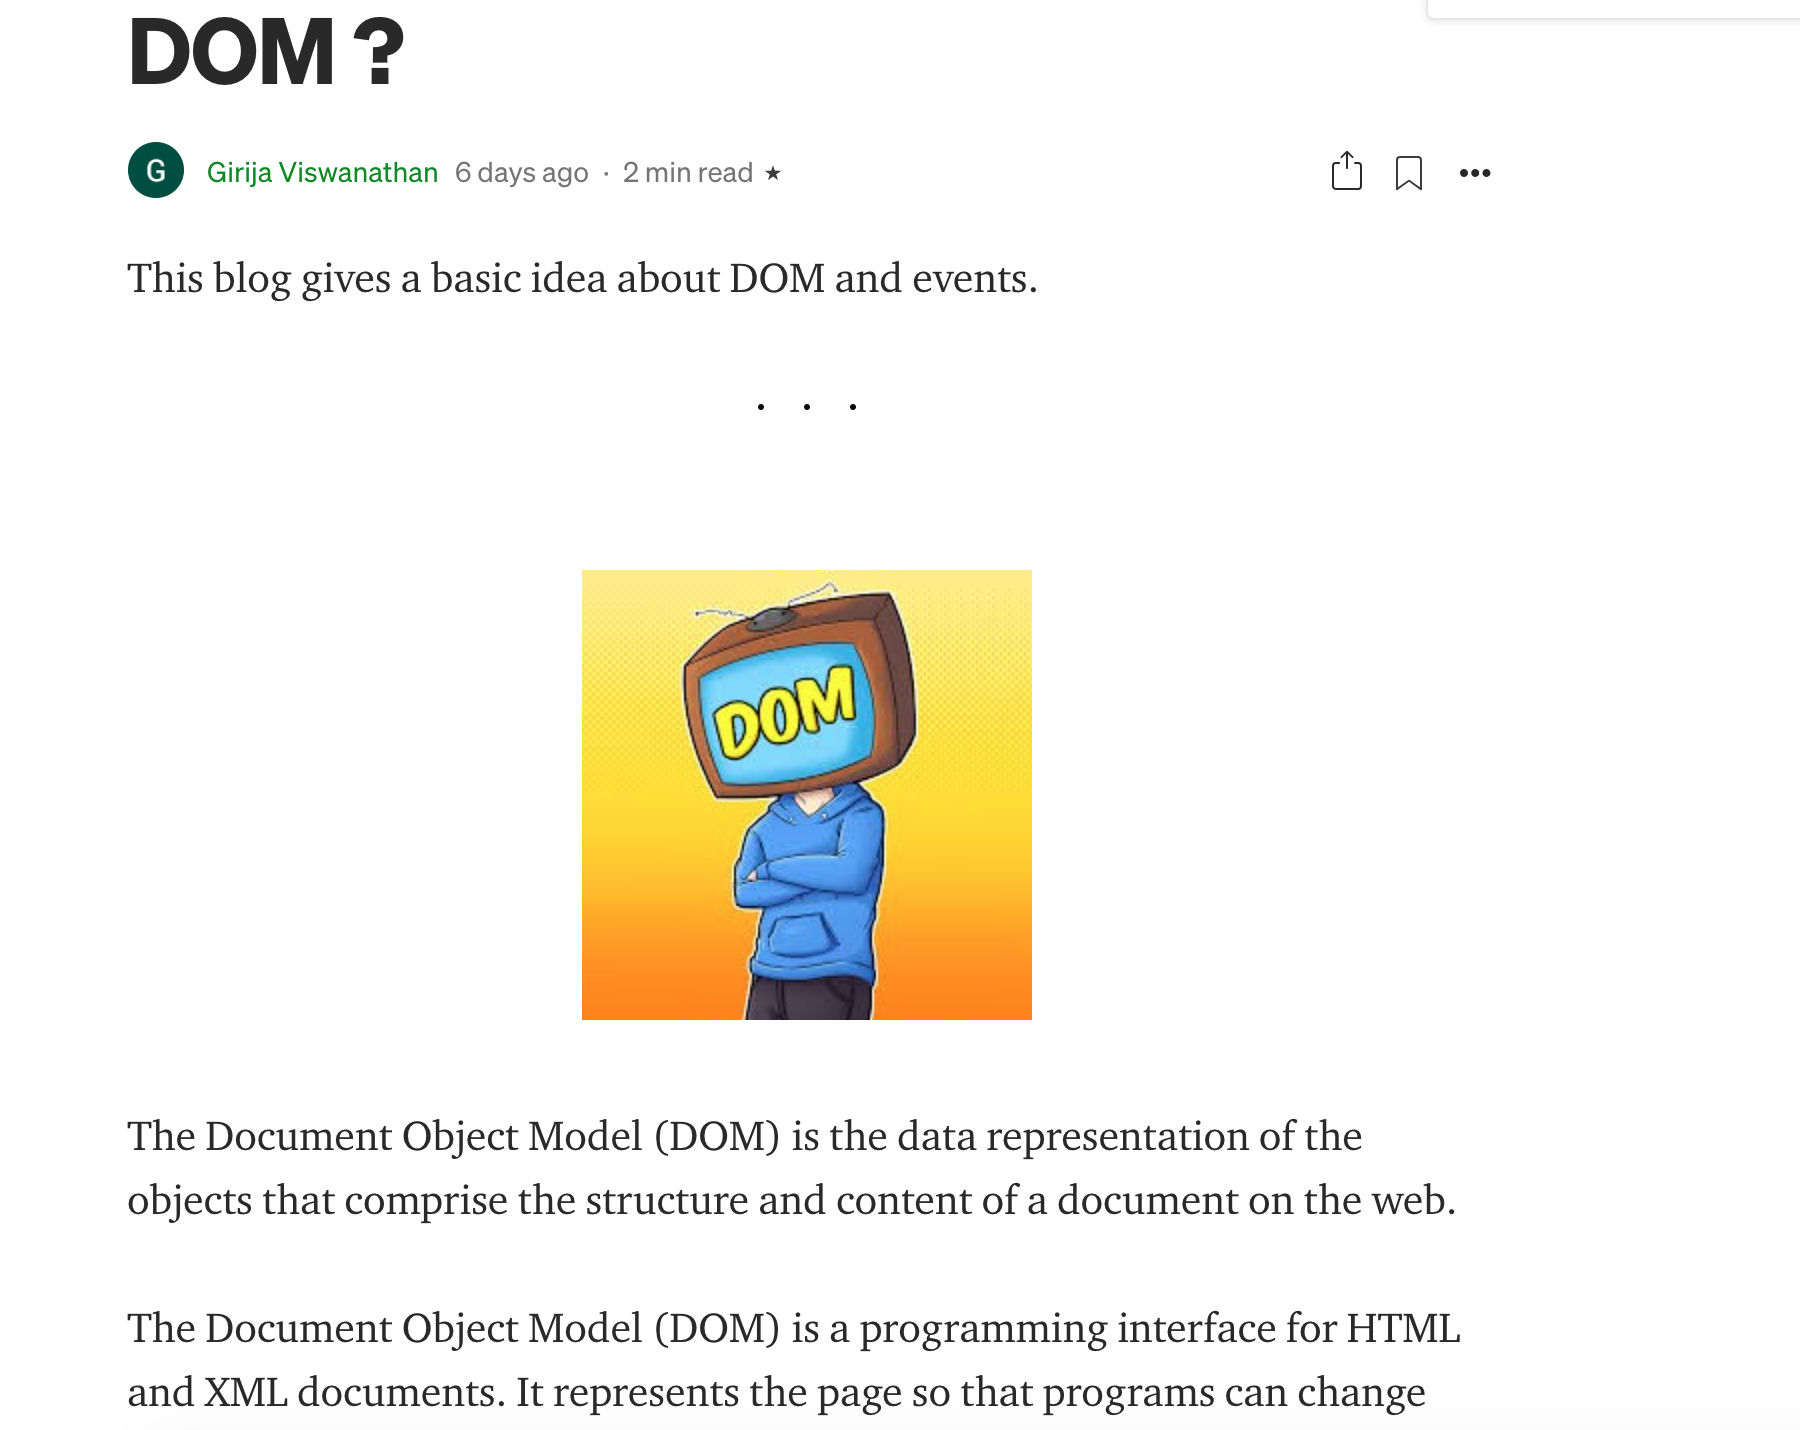 DOM ?
G
Girija Viswanathan 6 days ago · 2 min read ★
This blog gives a basic idea about DOM and events.
. . .
DOM
The Document Object Model (DOM) is the data representation of the
objects that comprise the structure and content of a document on the web.
The Document Object Model (DOM) is a programming interface for HTML
and XML documents. It represents the page so that programs can change